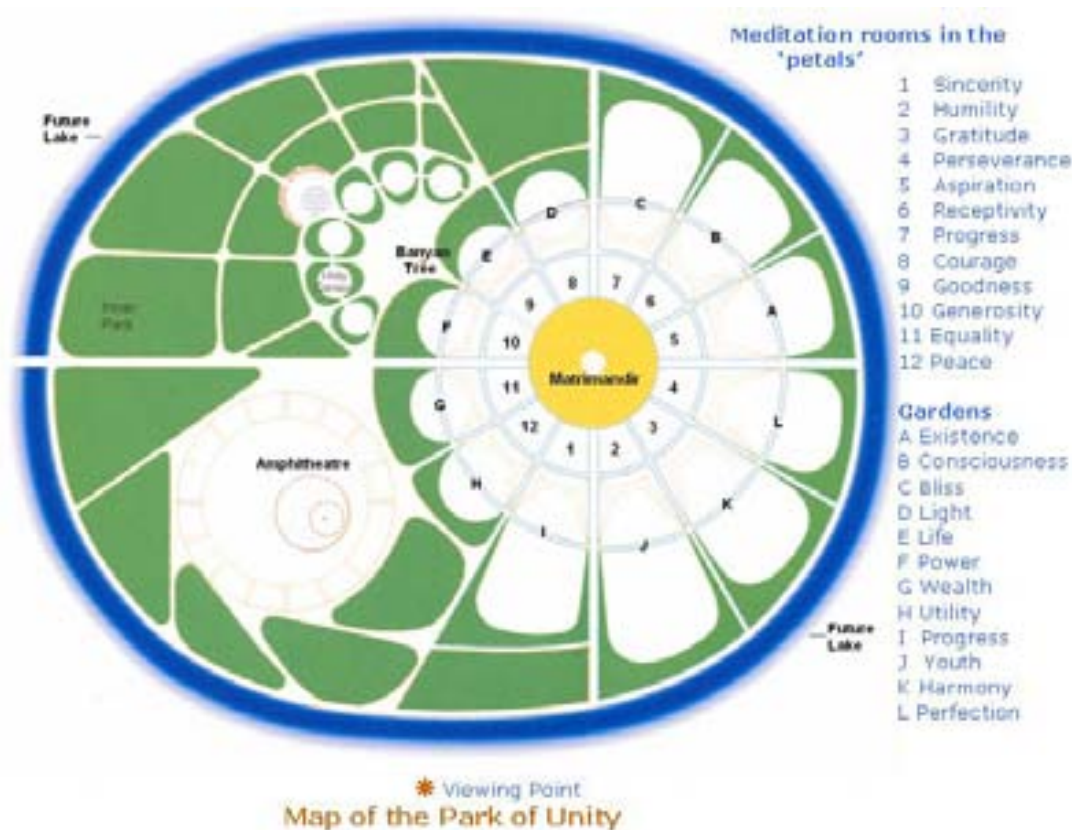 Meditation rooms in the
'petals'
1 Sincerity
2 Humility
3 Gratitude
4 Perseverance
5 Aspiration
6 Receptivity
7 Progress
8 Courage
9 Goodness
10 Generosity
11 Equality
12 Peace
Gardens
A Existence
B Consciousness
C Bliss
D Light
E Life
F Power
G Wealth
H Utility
I Progress
J Youth
K Harmony
L Perfection
Future
Lake
Banyan
Tree
Inner
Park
Matrimandir
Amphitheatre
A
B
C
D
E
F
G
H
I
J
K
L
1
2
3
4
5
6
7
8
9
10
11
12
Future
Lake
Viewing Point
Map of the Park of Unity